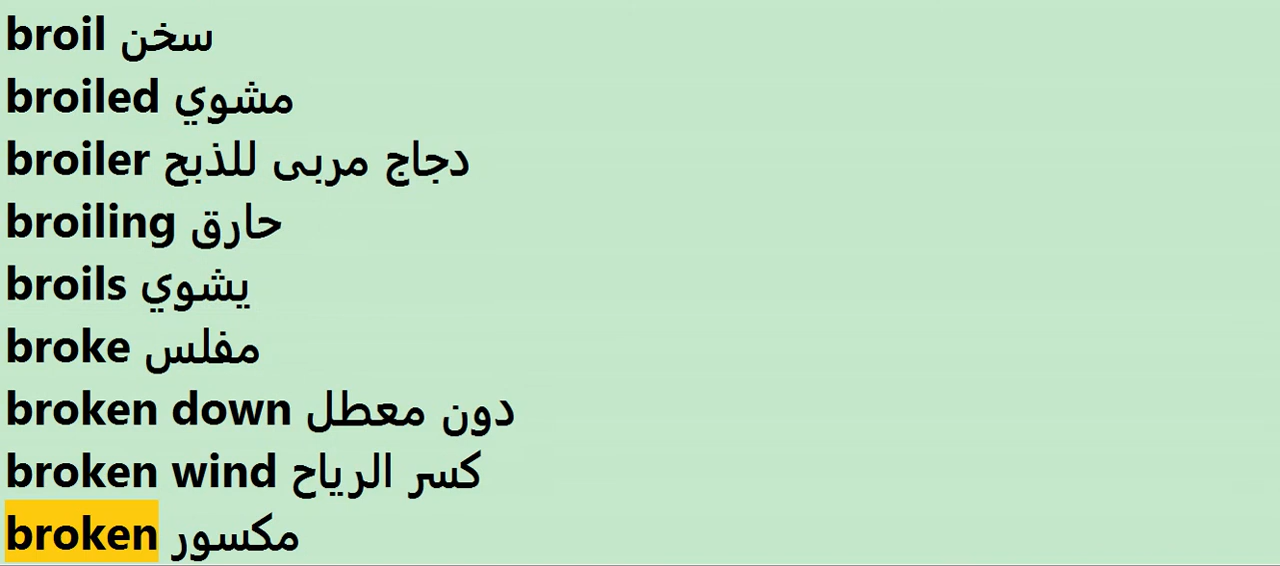 broil سخن
broiled مشوي
broiler دجاج مربى للذبح
broiling حارق
broils يشوي
broke مفلس
broken down دون معطل
broken wind كسر الرياح
broken مكسور